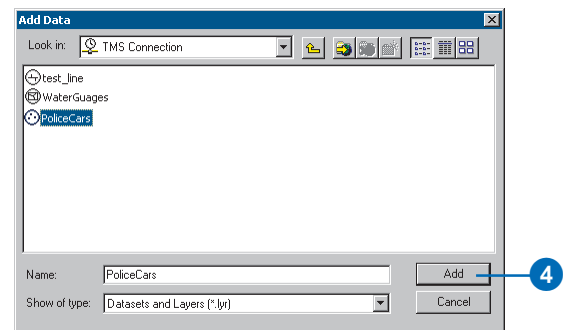 Add Data
Look in: TMS Connection
test_line
WaterGuages
PoliceCars
Name: PoliceCars Add 4
Show of type: Datasets and Layers (*.lyr) Cancel